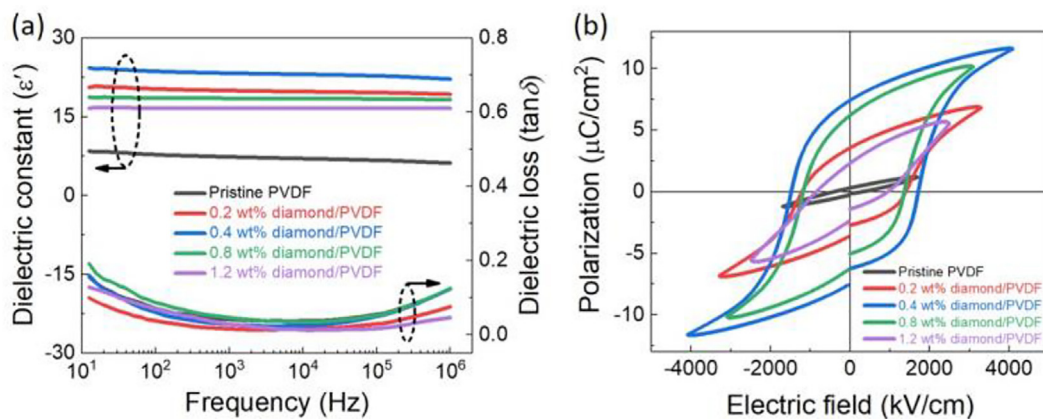 (a)
30
15
0
-15
-30
Dielectric constant (ε′)
0.8
0.6
0.4
0.2
0.0
Dielectric loss (tanδ)
Pristine PVDF
0.2 wt% diamond/PVDF
0.4 wt% diamond/PVDF
0.8 wt% diamond/PVDF
1.2 wt% diamond/PVDF
10¹ 10² 10³ 10⁴ 10⁵ 10⁶
Frequency (Hz)
(b)
10
5
0
-5
-10
Polarization (μC/cm²)
Pristine PVDF
0.2 wt% diamond/PVDF
0.4 wt% diamond/PVDF
0.8 wt% diamond/PVDF
1.2 wt% diamond/PVDF
-4000 -2000 0 2000 4000
Electric field (kV/cm)